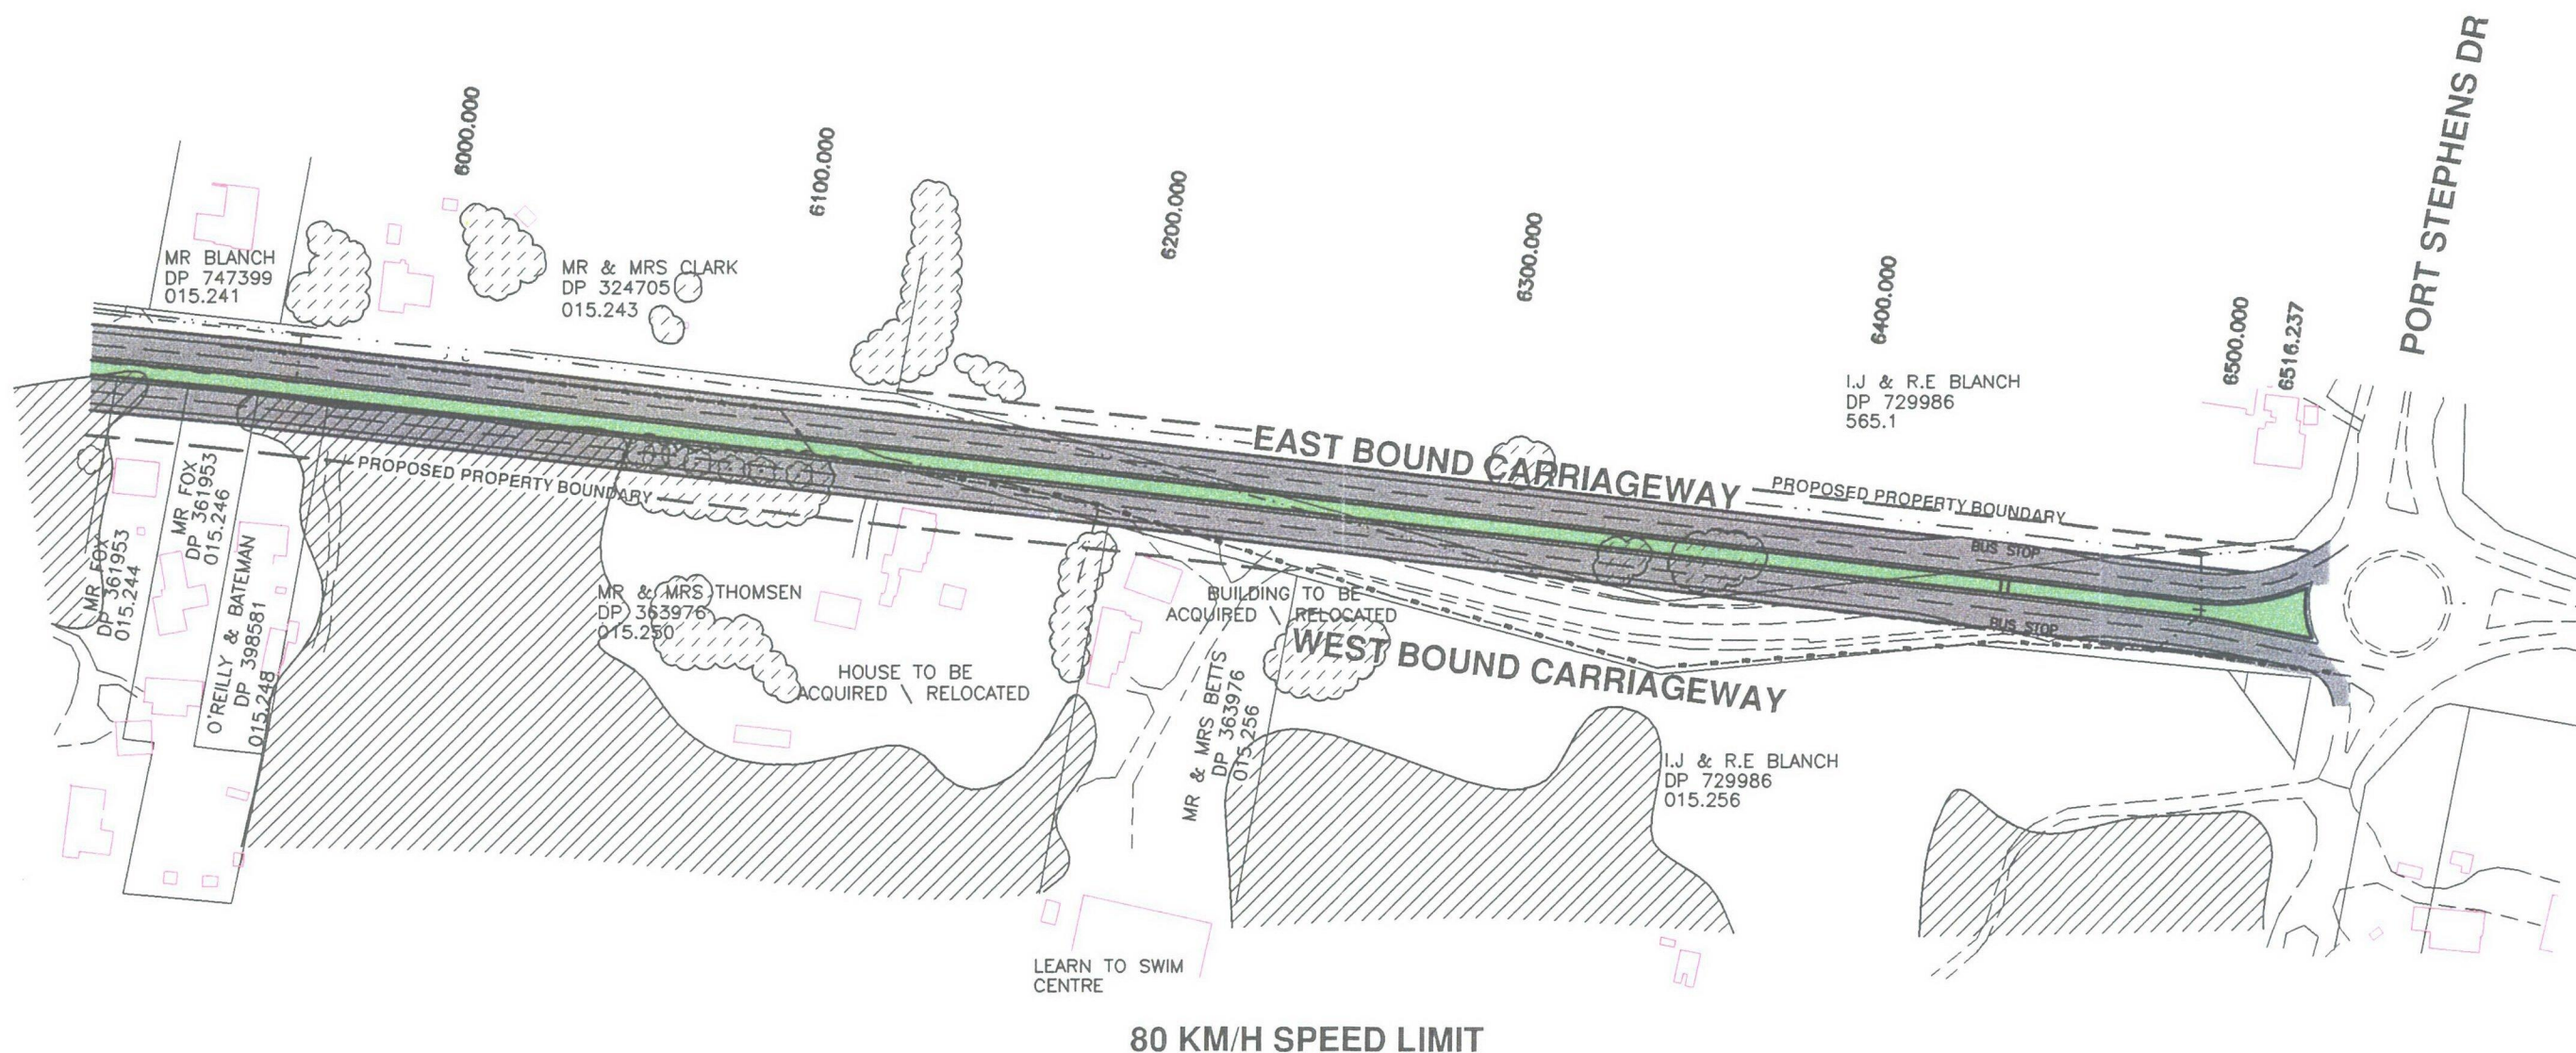 PORT STEPHENS DR
6000.000
6100.000
6200.000
6300.000
6400.000
6500.000
6516.237
MR BLANCH
DP 747399
015.241
MR & MRS CLARK
DP 324705
015.243
I.J & R.E BLANCH
DP 729986
565.1
EAST BOUND CARRIAGEWAY
PROPOSED PROPERTY BOUNDARY
PROPOSED PROPERTY BOUNDARY
BUS STOP
BUS STOP
MR FOX
DP 361953
015.244
MR FOX
DP 361953
015.246
O'REILLY & BATEMAN
DP 398581
015.248
MR & MRS THOMSEN
DP 363976
015.250
HOUSE TO BE
ACQUIRED \ RELOCATED
BUILDING TO BE
ACQUIRED \ RELOCATED
WEST BOUND CARRIAGEWAY
MR & MRS BETTS
DP 363976
015.256
I.J & R.E BLANCH
DP 729986
015.256
LEARN TO SWIM
CENTRE
80 KM/H SPEED LIMIT